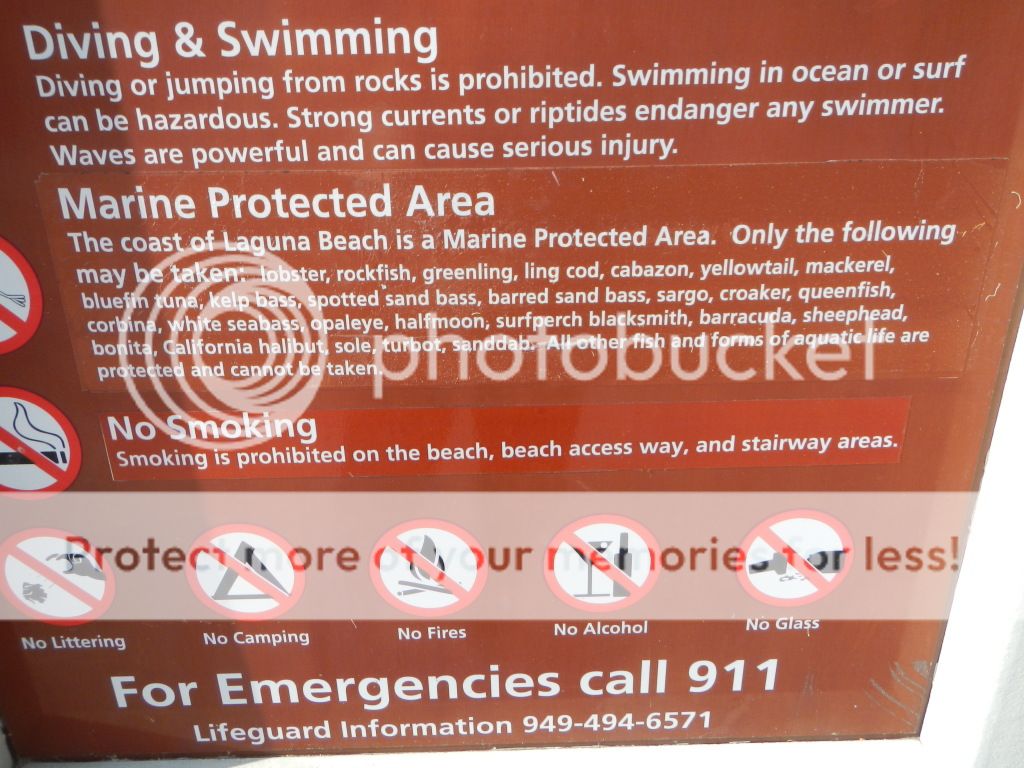 Diving & Swimming
Diving or jumping from rocks is prohibited. Swimming in ocean or surf
can be hazardous. Strong currents or riptides endanger any swimmer.
Waves are powerful and can cause serious injury.
Marine Protected Area
The coast of Laguna Beach is a Marine Protected Area. Only the following
may be taken: lobster, rockfish, greenling, ling cod, cabazon, yellowtail, mackerel,
bluefin tuna, kelp bass, spotted sand bass, barred sand bass, sargo, croaker, queenfish,
corbina, white seabass, opaleye, halfmoon, surfperch blacksmith, barracuda, sheephead,
bonita, California halibut, sole, turbot, sanddab. All other fish and forms of aquatic life are
protected and cannot be taken.
photobucket
No Smoking
Smoking is prohibited on the beach, beach access way, and stairway areas.
Protect more of your memories for less!
No Littering
No Camping
No Fires
No Alcohol
No Glass
For Emergencies call 911
Lifeguard Information 949-494-6571